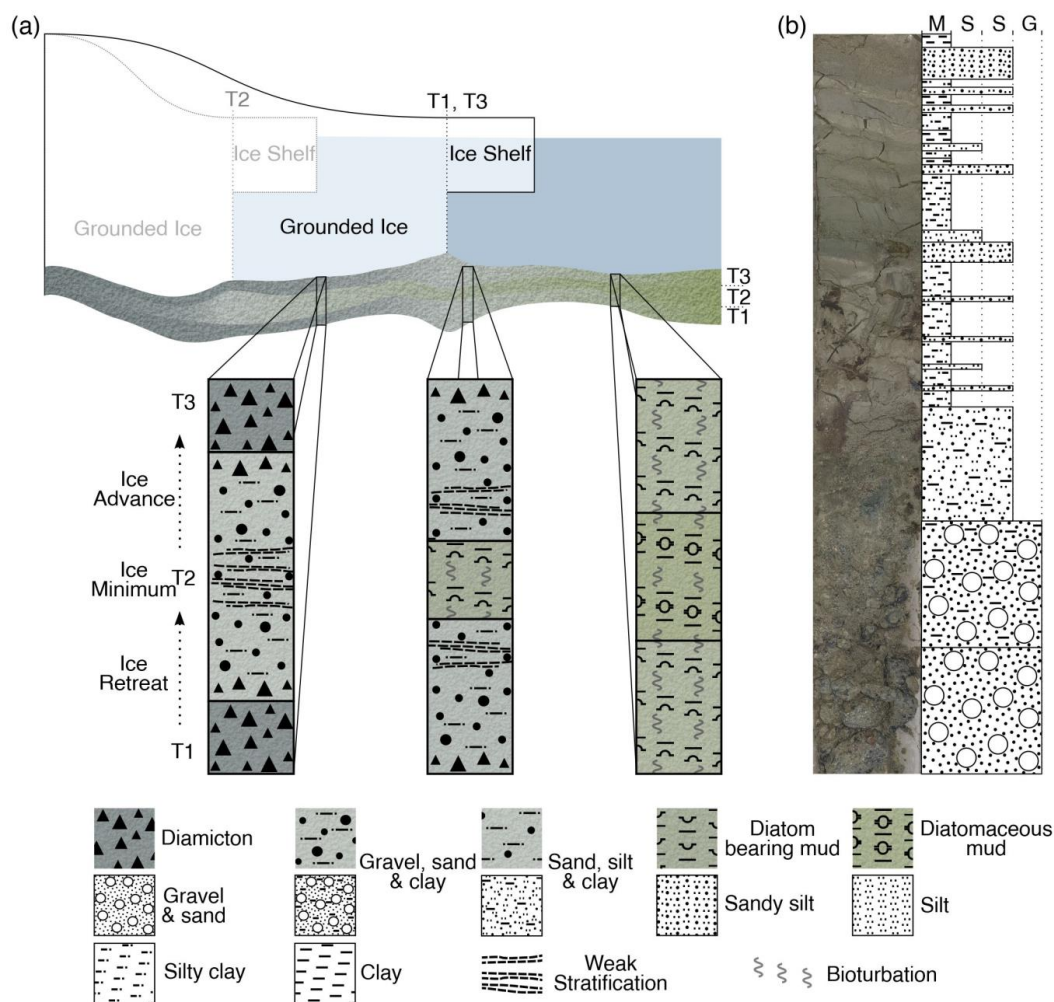 (a)
T2
T1, T3
Ice Shelf
Ice Shelf
Grounded Ice
Grounded Ice
T3
T2
T1
T3
Ice
Advance
Ice
Minimum
T2
Ice
Retreat
T1
(b)
M S S G
Diamicton
Gravel, sand
& clay
Sand, silt
& clay
Diatom
bearing mud
Diatomaceous
mud
Gravel
& sand
Sandy silt
Silt
Silty clay
Clay
Weak
Stratification
Bioturbation